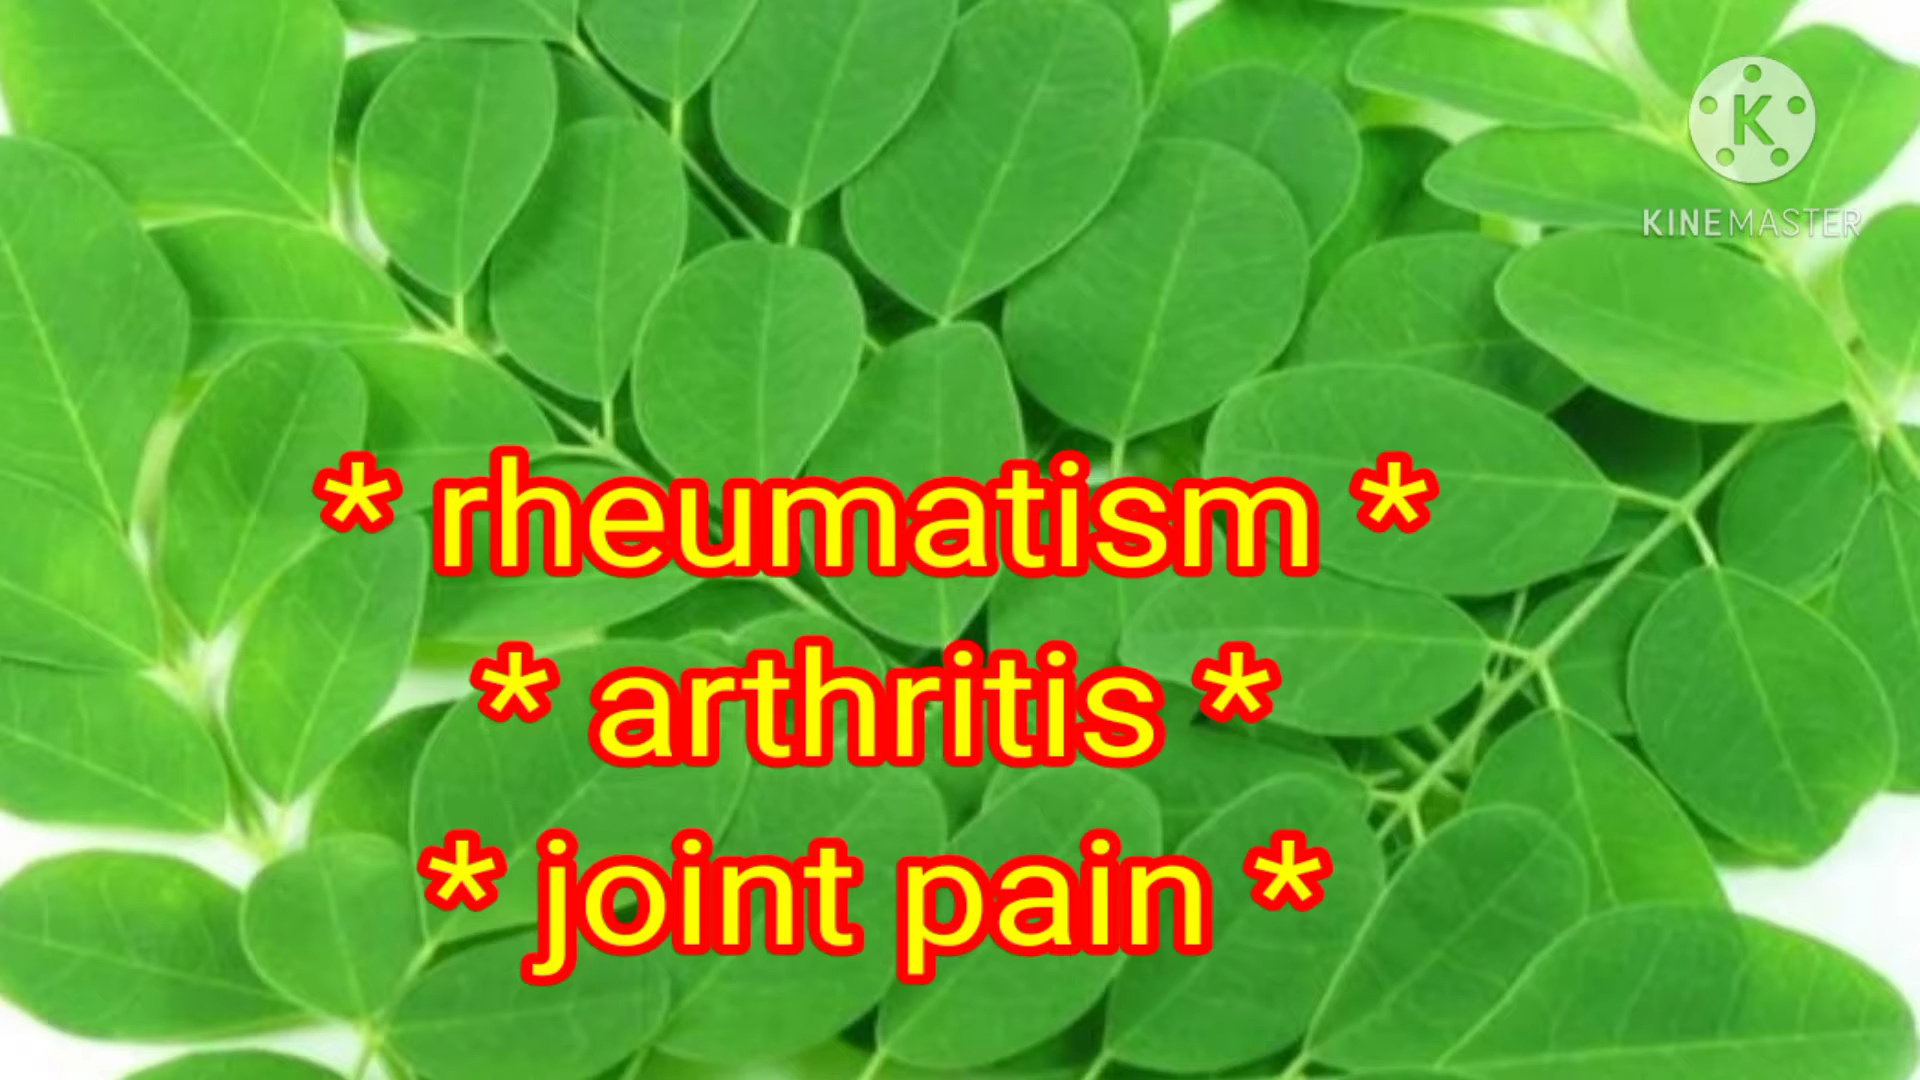 K
KINEMASTER
* rheumatism *
* arthritis *
* joint pain *